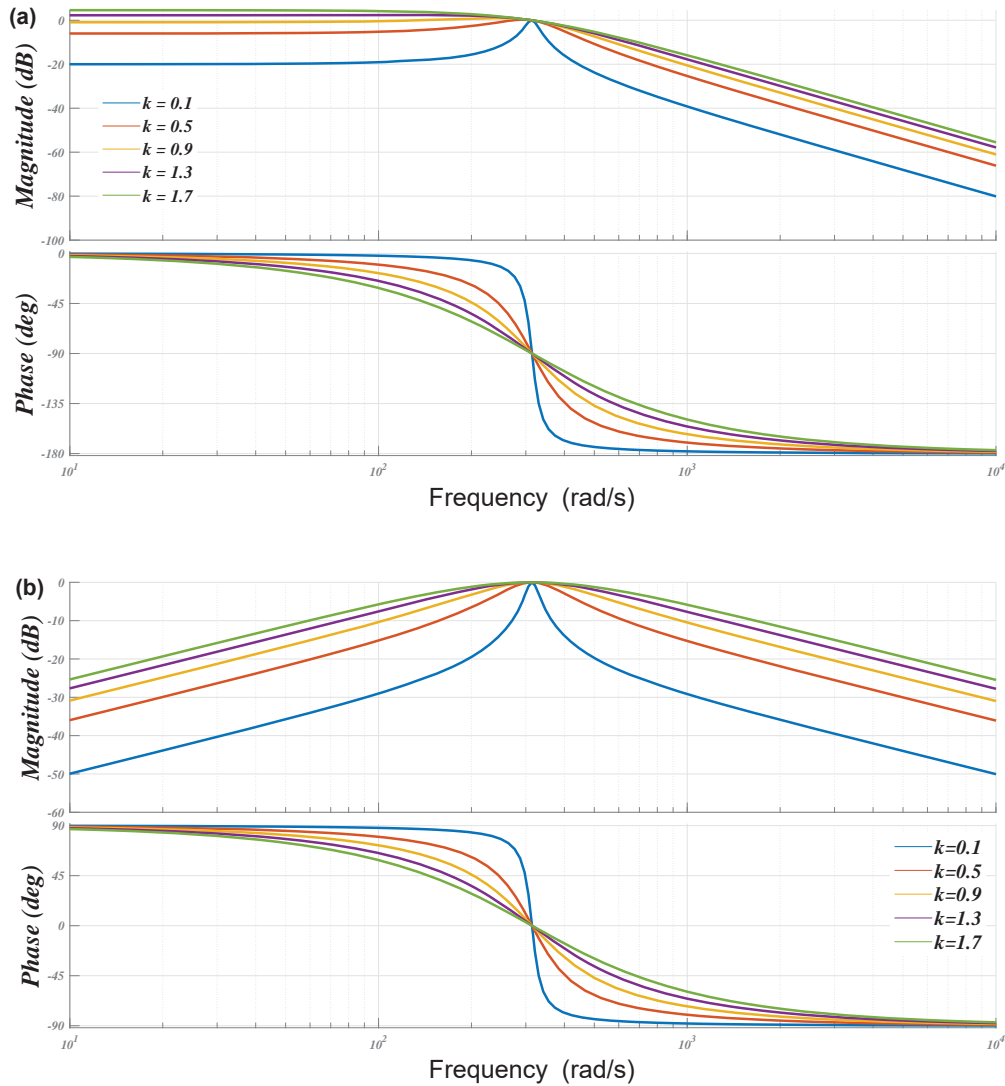 (a)
Magnitude (dB)
0
-20
-40
-60
-80
-100
k = 0.1
k = 0.5
k = 0.9
k = 1.3
k = 1.7
Phase (deg)
0
-45
-90
-135
-180
10^1
10^2
10^3
10^4
Frequency (rad/s)
(b)
Magnitude (dB)
0
-10
-20
-30
-40
-50
-60
Phase (deg)
90
45
0
-45
-90
k=0.1
k=0.5
k=0.9
k=1.3
k=1.7
10^1
10^2
10^3
10^4
Frequency (rad/s)